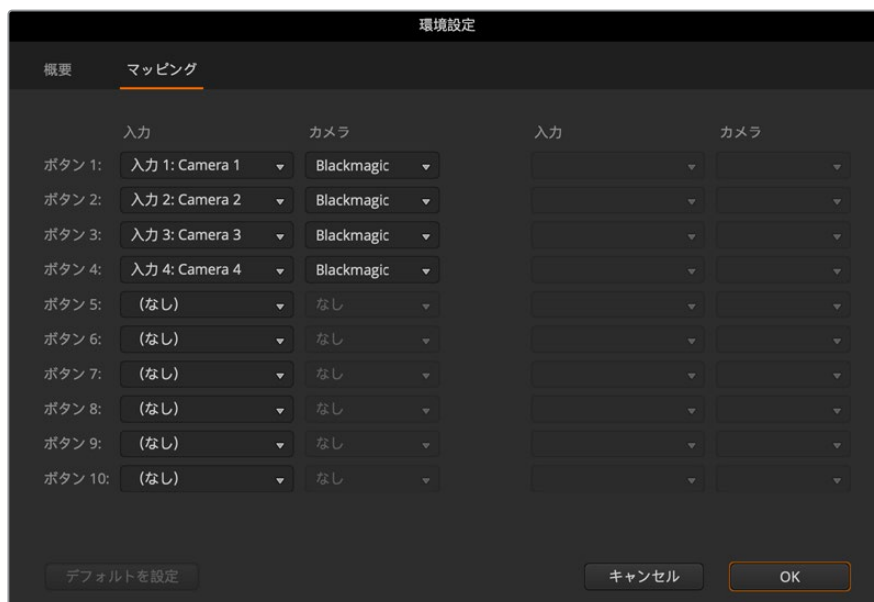 環境設定
概要 マッピング
入力 カメラ 入力 カメラ
ボタン 1: 入力 1: Camera 1 Blackmagic
ボタン 2: 入力 2: Camera 2 Blackmagic
ボタン 3: 入力 3: Camera 3 Blackmagic
ボタン 4: 入力 4: Camera 4 Blackmagic
ボタン 5: (なし) なし
ボタン 6: (なし) なし
ボタン 7: (なし) なし
ボタン 8: (なし) なし
ボタン 9: (なし) なし
ボタン 10: (なし) なし
デフォルトを設定 キャンセル OK